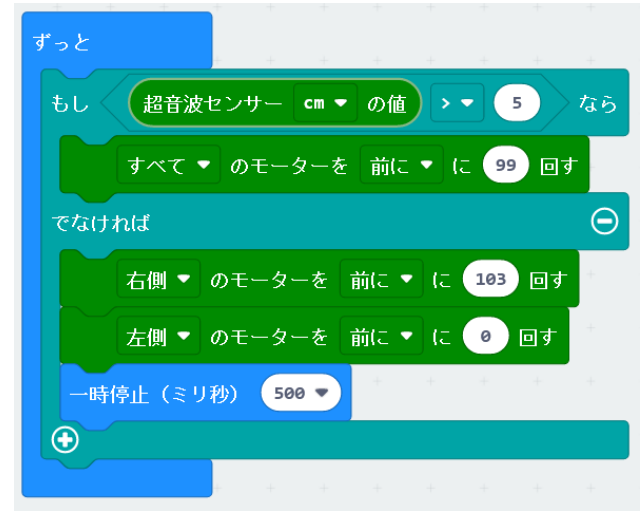 ずっと
もし 超音波センサー cm ▼ の値 > ▼ 5 なら
すべて ▼ のモーターを 前に ▼ に 99 回す
でなければ
右側 ▼ のモーターを 前に ▼ に 103 回す
左側 ▼ のモーターを 前に ▼ に 0 回す
一時停止（ミリ秒） 500 ▼